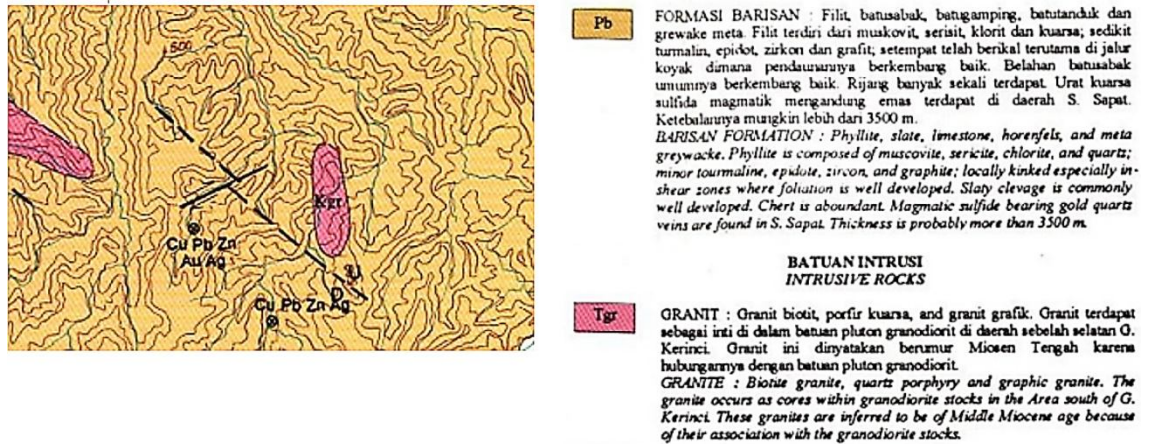 500
Kgr
Cu Pb Zn
Au Ag
U
D
Cu Pb Zn Ag
Pb
FORMASI BARISAN : Filit, batusabak, batugamping, batutanduk dan
grewake meta. Filit terdiri dari muskovit, serisit, klorit dan kuarsa; sedikit
turmalin, epidot, zirkon dan grafit; setempat telah berikal terutama di jalur
koyak dimana pendaunannya berkembang baik. Belahan batusabak
umumnya berkembang baik. Rijang banyak sekali terdapat. Urat kuarsa
sulfida magmatik mengandung emas terdapat di daerah S. Sapat.
Ketebalannya mungkin lebih dari 3500 m.
BARISAN FORMATION : Phyllite, slate, limestone, horenfels, and meta
greywacke. Phyllite is composed of muscovite, sericite, chlorite, and quartz;
minor tourmaline, epidote, zircon, and graphite; locally kinked especially in-
shear zones where foliation is well developed. Slaty clevage is commonly
well developed. Chert is aboundant. Magmatic sulfide bearing gold quartz
veins are found in S. Sapat. Thickness is probably more than 3500 m.
BATUAN INTRUSI
INTRUSIVE ROCKS
Tgr
GRANIT : Granit biotit, porfir kuarsa, and granit grafik. Granit terdapat
sebagai inti di dalam batuan pluton granodiorit di daerah sebelah selatan G.
Kerinci. Granit ini dinyatakan berumur Miosen Tengah karena
hubungannya dengan batuan pluton granodiorit.
GRANITE : Biotite granite, quartz porphyry and graphic granite. The
granite occurs as cores within granodiorite stocks in the Area south of G.
Kerinci. These granites are inferred to be of Middle Miocene age because
of their association with the granodiorite stocks.